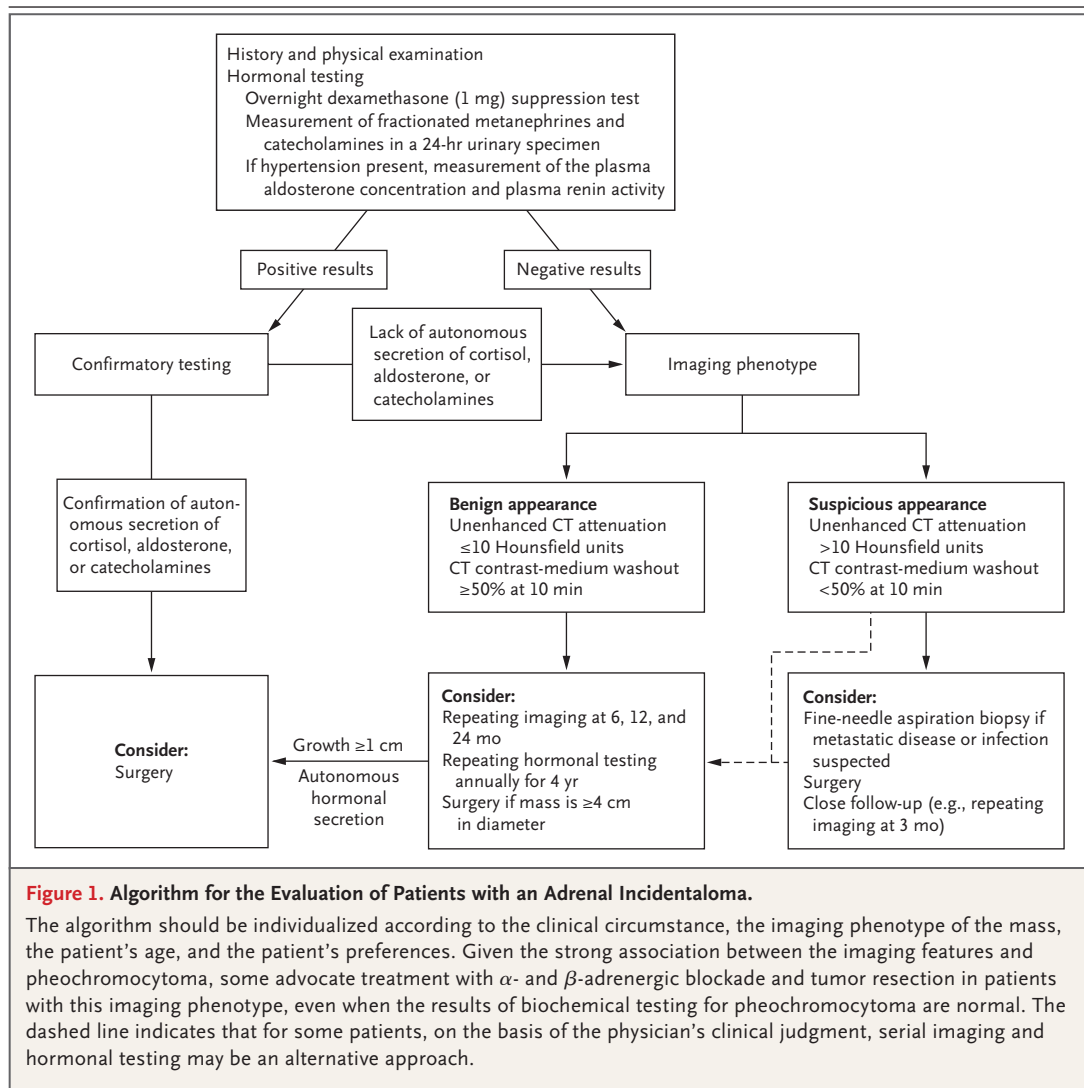 History and physical examination
Hormonal testing
Overnight dexamethasone (1 mg) suppression test
Measurement of fractionated metanephrines and
catecholamines in a 24-hr urinary specimen
If hypertension present, measurement of the plasma
aldosterone concentration and plasma renin activity
Positive results
Negative results
Confirmatory testing
Lack of autonomous
secretion of cortisol,
aldosterone, or
catecholamines
Imaging phenotype
Confirmation of auton-
omous secretion of
cortisol, aldosterone,
or catecholamines
Benign appearance
Unenhanced CT attenuation
≤10 Hounsfield units
CT contrast-medium washout
≥50% at 10 min
Suspicious appearance
Unenhanced CT attenuation
>10 Hounsfield units
CT contrast-medium washout
<50% at 10 min
Consider:
Surgery
Growth ≥1 cm
Autonomous
hormonal
secretion
Consider:
Repeating imaging at 6, 12, and
24 mo
Repeating hormonal testing
annually for 4 yr
Surgery if mass is ≥4 cm
in diameter
Consider:
Fine-needle aspiration biopsy if
metastatic disease or infection
suspected
Surgery
Close follow-up (e.g., repeating
imaging at 3 mo)
Figure 1. Algorithm for the Evaluation of Patients with an Adrenal Incidentaloma.
The algorithm should be individualized according to the clinical circumstance, the imaging phenotype of the mass,
the patient's age, and the patient's preferences. Given the strong association between the imaging features and
pheochromocytoma, some advocate treatment with α- and β-adrenergic blockade and tumor resection in patients
with this imaging phenotype, even when the results of biochemical testing for pheochromocytoma are normal. The
dashed line indicates that for some patients, on the basis of the physician's clinical judgment, serial imaging and
hormonal testing may be an alternative approach.